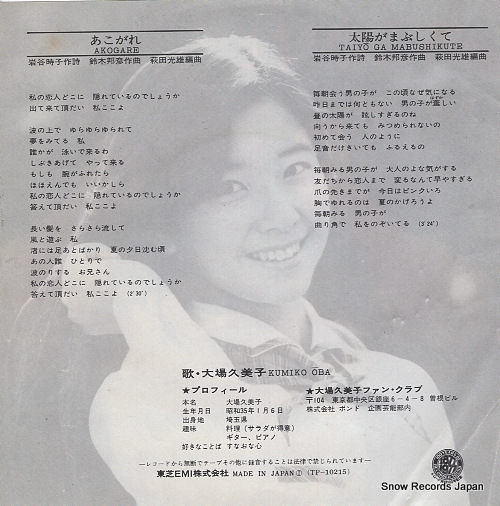 あこがれ
AKOGARE
岩谷時子作詩　鈴木邦彦作曲　萩田光雄編曲
私の恋人どこに　隠れているのでしょうか
出て来て頂だい　私ここよ
波の上で　ゆらゆらゆられて
夢をみてる　私
誰かが　泳いで来るわ
しぶきあげて　やって来る
もしも　腕がふれたら
ほほえんでも　いいかしら
私の恋人どこに　隠れているのでしょうか
答えて頂だい　私ここよ
長い髪を　さらさら流して
風と遊ぶ　私
渚には足あとばかり　夏の夕日沈む頃
あの人誰　ひとりで
波のりする　お兄さん
私の恋人どこに　隠れているのでしょうか
答えて頂だい　私ここよ　(2'30")
太陽がまぶしくて
TAIYŌ GA MABUSHIKUTE
岩谷時子作詩　鈴木邦彦作曲　萩田光雄編曲
毎朝会う男の子が　この頃なぜ気になる
昨日までは何ともない　男の子が重しい
昼の太陽が　眩しすぎるのね
向うから来ても　みつめられないの
初めて会う　人のように
足音だけきいても　ふるえるの
毎朝みる男の子が　大人のよな気がする
友だちから恋人まで　変るなんて早やすぎる
爪の先きまでが　今日はピンクいろ
胸でゆれるのは　夏のかげろうよ
毎朝みる　男の子が
曲り角で　私をのぞいてる　(3'24")
歌・大場久美子 KUMIKO ŌBA
★プロフィール
本名　大場久美子
生年月日　昭和35年1月6日
出身地　埼玉県
趣味　料理(サラダが得意)
ギター、ピアノ
好きなことば　すなおな心
★大場久美子ファン・クラブ
〒104　東京都中央区銀座6-4-8　曽根ビル
株式会社　ボンド　企画芸能部内
—レコードから無断でテープその他に録音することは法律で禁じられています—
東芝EMI株式会社　MADE IN JAPAN Ⓣ　(TP-10215)
Snow Records Japan